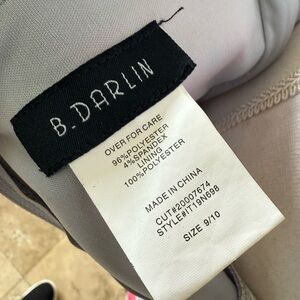 B.DARLIN
OVER FOR CARE
96%POLYESTER
4%SPANDEX
LINING
100%POLYESTER
MADE IN CHINA
CUT#20007674
STYLE#IT19N698
SIZE 9/10